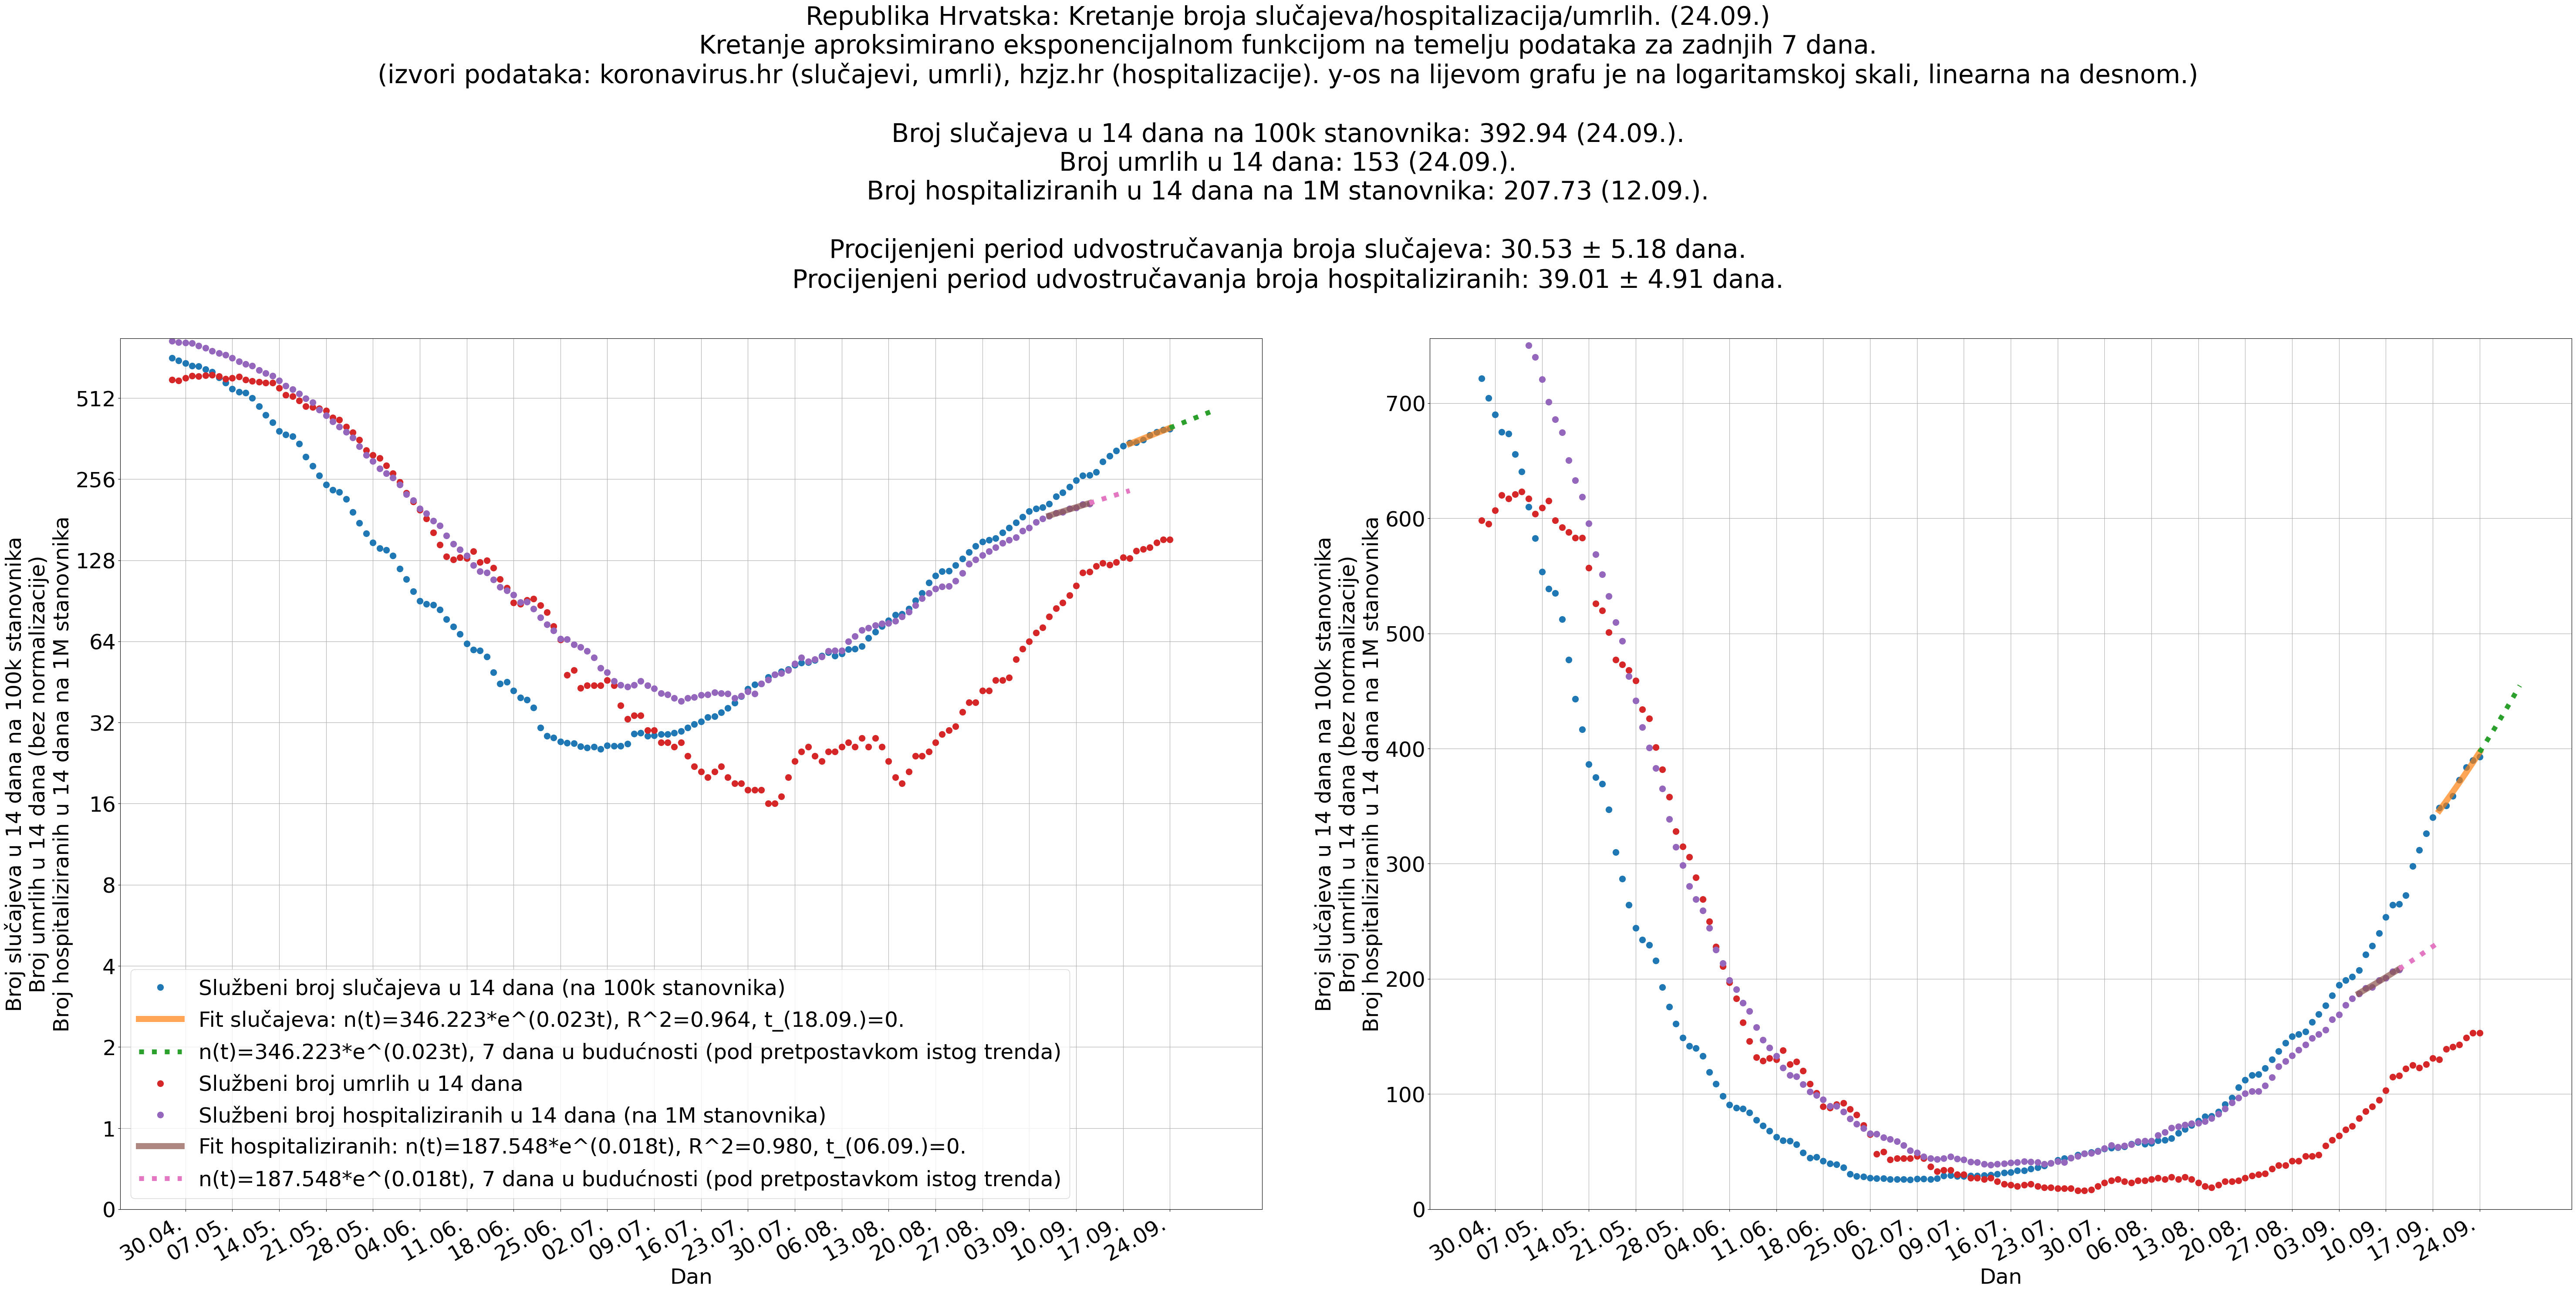 Republika Hrvatska: Kretanje broja slučajeva/hospitalizacija/umrlih. (24.09.)
Kretanje aproksimirano eksponencijalnom funkcijom na temelju podataka za zadnjih 7 dana.
(izvori podataka: koronavirus.hr (slučajevi, umrli), hzjz.hr (hospitalizacije). y-os na lijevom grafu je na logaritamskoj skali, linearna na desnom.)
Broj slučajeva u 14 dana na 100k stanovnika: 392.94 (24.09.).
Broj umrlih u 14 dana: 153 (24.09.).
Broj hospitaliziranih u 14 dana na 1M stanovnika: 207.73 (12.09.).
Procijenjeni period udvostručavanja broja slučajeva: 30.53 ± 5.18 dana.
Procijenjeni period udvostručavanja broja hospitaliziranih: 39.01 ± 4.91 dana.
Broj slučajeva u 14 dana na 100k stanovnika
Broj umrlih u 14 dana (bez normalizacije)
Broj hospitaliziranih u 14 dana na 1M stanovnika
512
256
128
64
32
16
8
4
2
1
0
Službeni broj slučajeva u 14 dana (na 100k stanovnika)
Fit slučajeva: n(t)=346.223*e^(0.023t), R^2=0.964, t_(18.09.)=0.
n(t)=346.223*e^(0.023t), 7 dana u budućnosti (pod pretpostavkom istog trenda)
Službeni broj umrlih u 14 dana
Službeni broj hospitaliziranih u 14 dana (na 1M stanovnika)
Fit hospitaliziranih: n(t)=187.548*e^(0.018t), R^2=0.980, t_(06.09.)=0.
n(t)=187.548*e^(0.018t), 7 dana u budućnosti (pod pretpostavkom istog trenda)
30.04. 07.05. 14.05. 21.05. 28.05. 04.06. 11.06. 18.06. 25.06. 02.07. 09.07. 16.07. 23.07. 30.07. 06.08. 13.08. 20.08. 27.08. 03.09. 10.09. 17.09. 24.09.
Dan
Broj slučajeva u 14 dana na 100k stanovnika
Broj umrlih u 14 dana (bez normalizacije)
Broj hospitaliziranih u 14 dana na 1M stanovnika
700
600
500
400
300
200
100
0
30.04. 07.05. 14.05. 21.05. 28.05. 04.06. 11.06. 18.06. 25.06. 02.07. 09.07. 16.07. 23.07. 30.07. 06.08. 13.08. 20.08. 27.08. 03.09. 10.09. 17.09. 24.09.
Dan